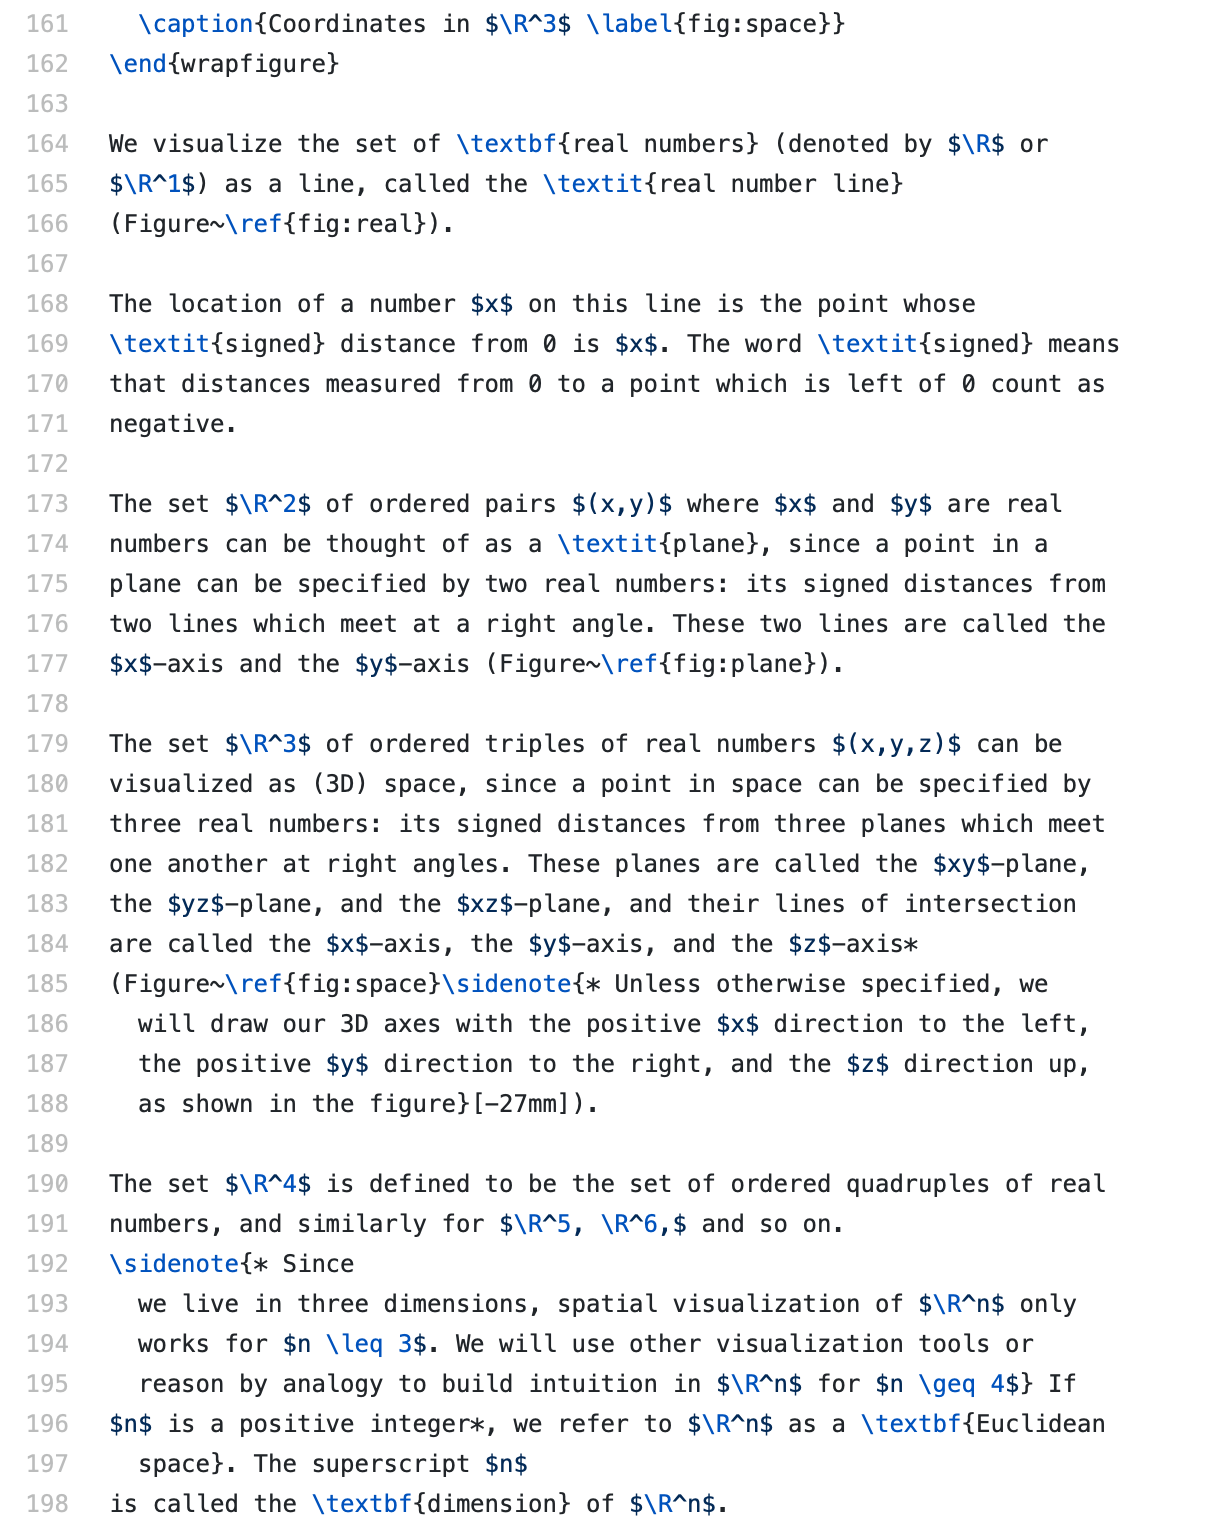 161 \caption{Coordinates in $\R^3$ \label{fig:space}}
162 \end{wrapfigure}
163
164 We visualize the set of \textbf{real numbers} (denoted by $\R$ or
165 $\R^1$) as a line, called the \textit{real number line}
166 (Figure~\ref{fig:real}).
167
168 The location of a number $x$ on this line is the point whose
169 \textit{signed} distance from 0 is $x$. The word \textit{signed} means
170 that distances measured from 0 to a point which is left of 0 count as
171 negative.
172
173 The set $\R^2$ of ordered pairs $(x,y)$ where $x$ and $y$ are real
174 numbers can be thought of as a \textit{plane}, since a point in a
175 plane can be specified by two real numbers: its signed distances from
176 two lines which meet at a right angle. These two lines are called the
177 $x$-axis and the $y$-axis (Figure~\ref{fig:plane}).
178
179 The set $\R^3$ of ordered triples of real numbers $(x,y,z)$ can be
180 visualized as (3D) space, since a point in space can be specified by
181 three real numbers: its signed distances from three planes which meet
182 one another at right angles. These planes are called the $xy$-plane,
183 the $yz$-plane, and the $xz$-plane, and their lines of intersection
184 are called the $x$-axis, the $y$-axis, and the $z$-axis*
185 (Figure~\ref{fig:space}\sidenote{* Unless otherwise specified, we
186 will draw our 3D axes with the positive $x$ direction to the left,
187 the positive $y$ direction to the right, and the $z$ direction up,
188 as shown in the figure}[-27mm]).
189
190 The set $\R^4$ is defined to be the set of ordered quadruples of real
191 numbers, and similarly for $\R^5, \R^6,$ and so on.
192 \sidenote{* Since
193 we live in three dimensions, spatial visualization of $\R^n$ only
194 works for $n \leq 3$. We will use other visualization tools or
195 reason by analogy to build intuition in $\R^n$ for $n \geq 4$} If
196 $n$ is a positive integer*, we refer to $\R^n$ as a \textbf{Euclidean
197 space}. The superscript $n$
198 is called the \textbf{dimension} of $\R^n$.